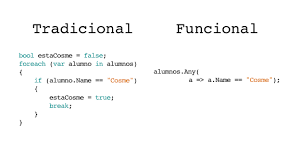 Tradicional
Funcional
bool estaCosme = false;
foreach (var alumno in alumnos)
{
if (alumno.Name == "Cosme")
{
estaCosme = true;
break;
}
}
alumnos.Any(
a => a.Name == "Cosme");